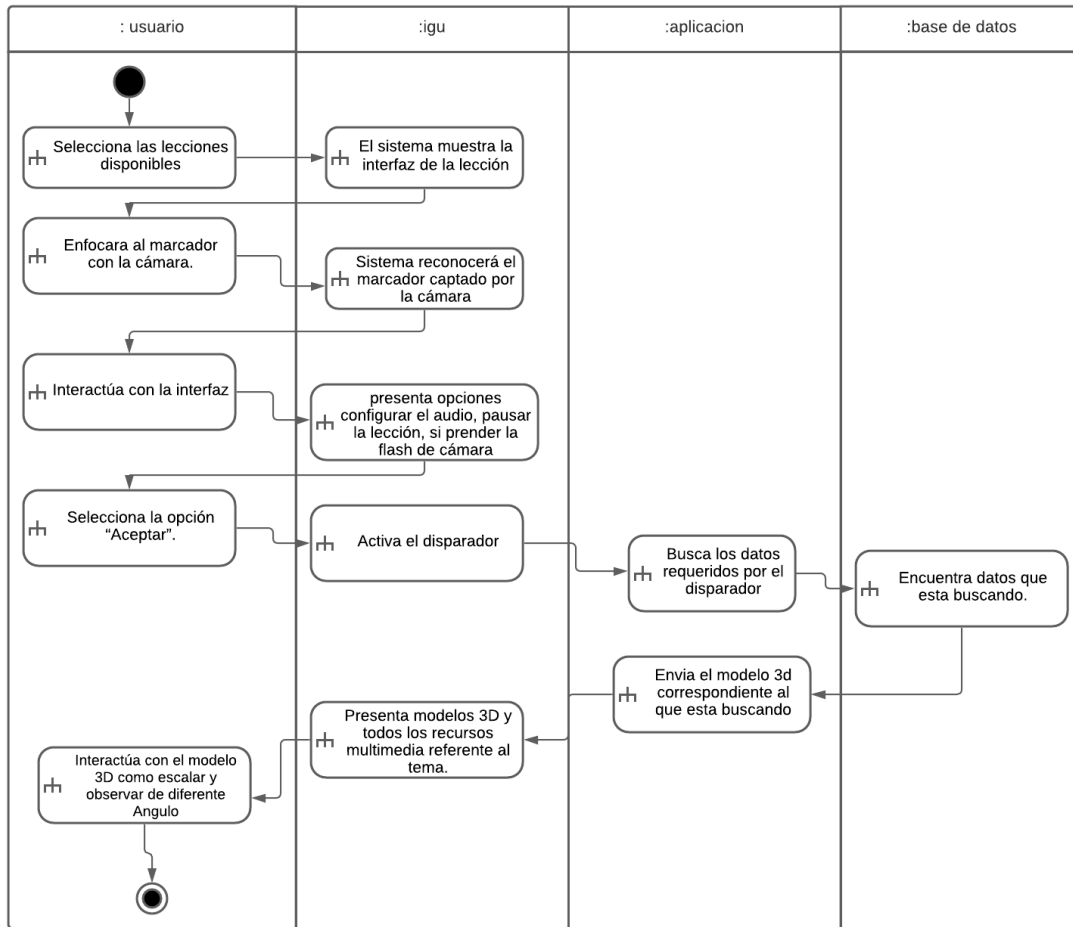 : usuario
:igu
:aplicacion
:base de datos
Selecciona las lecciones
disponibles
El sistema muestra la
interfaz de la lección
Enfocara al marcador
con la cámara.
Sistema reconocerá el
marcador captado por
la cámara
Interactúa con la interfaz
presenta opciones
configurar el audio, pausar
la lección, si prender la
flash de cámara
Selecciona la opción
“Aceptar”.
Activa el disparador
Busca los datos
requeridos por el
disparador
Encuentra datos que
esta buscando.
Envia el modelo 3d
correspondiente al
que esta buscando
Presenta modelos 3D y
todos los recursos
multimedia referente al
tema.
Interactúa con el modelo
3D como escalar y
observar de diferente
Angulo